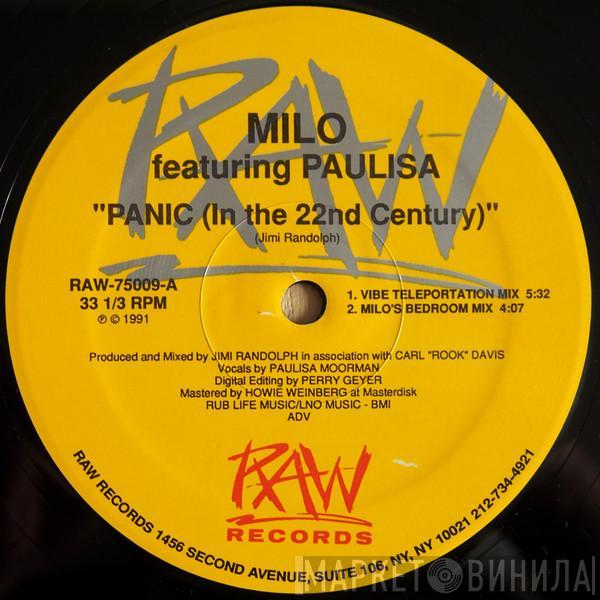 RAW
MILO
featuring PAULISA
"PANIC (In the 22nd Century)"
(Jimi Randolph)
RAW-75009-A
33 1/3 RPM
℗ © 1991
1. VIBE TELEPORTATION MIX 5:32
2. MILO'S BEDROOM MIX 4:07
Produced and Mixed by JIMI RANDOLPH in association with CARL "ROOK" DAVIS
Vocals by PAULISA MOORMAN
Digital Editing by PERRY GEYER
Mastered by HOWIE WEINBERG at Masterdisk
RUB LIFE MUSIC/LNO MUSIC - BMI
ADV
RAW
RECORDS
RAW RECORDS 1456 SECOND AVENUE, SUITE 106, NY, NY 10021 212-734-4921
МАРКЕТ ВИНИЛА